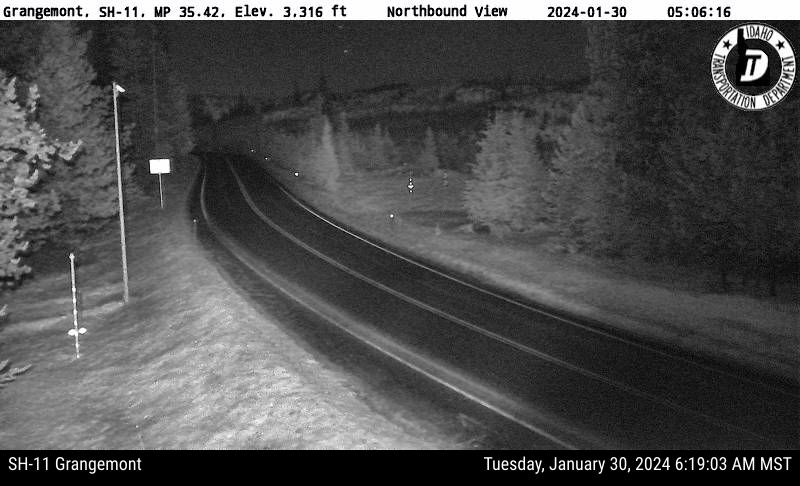 Grangemont, SH-11, MP 35.42, Elev. 3,316 ft Northbound View 2024-01-30 05:06:16
IDAHO
TRANSPORTATION DEPARTMENT
SH-11 Grangemont Tuesday, January 30, 2024 6:19:03 AM MST